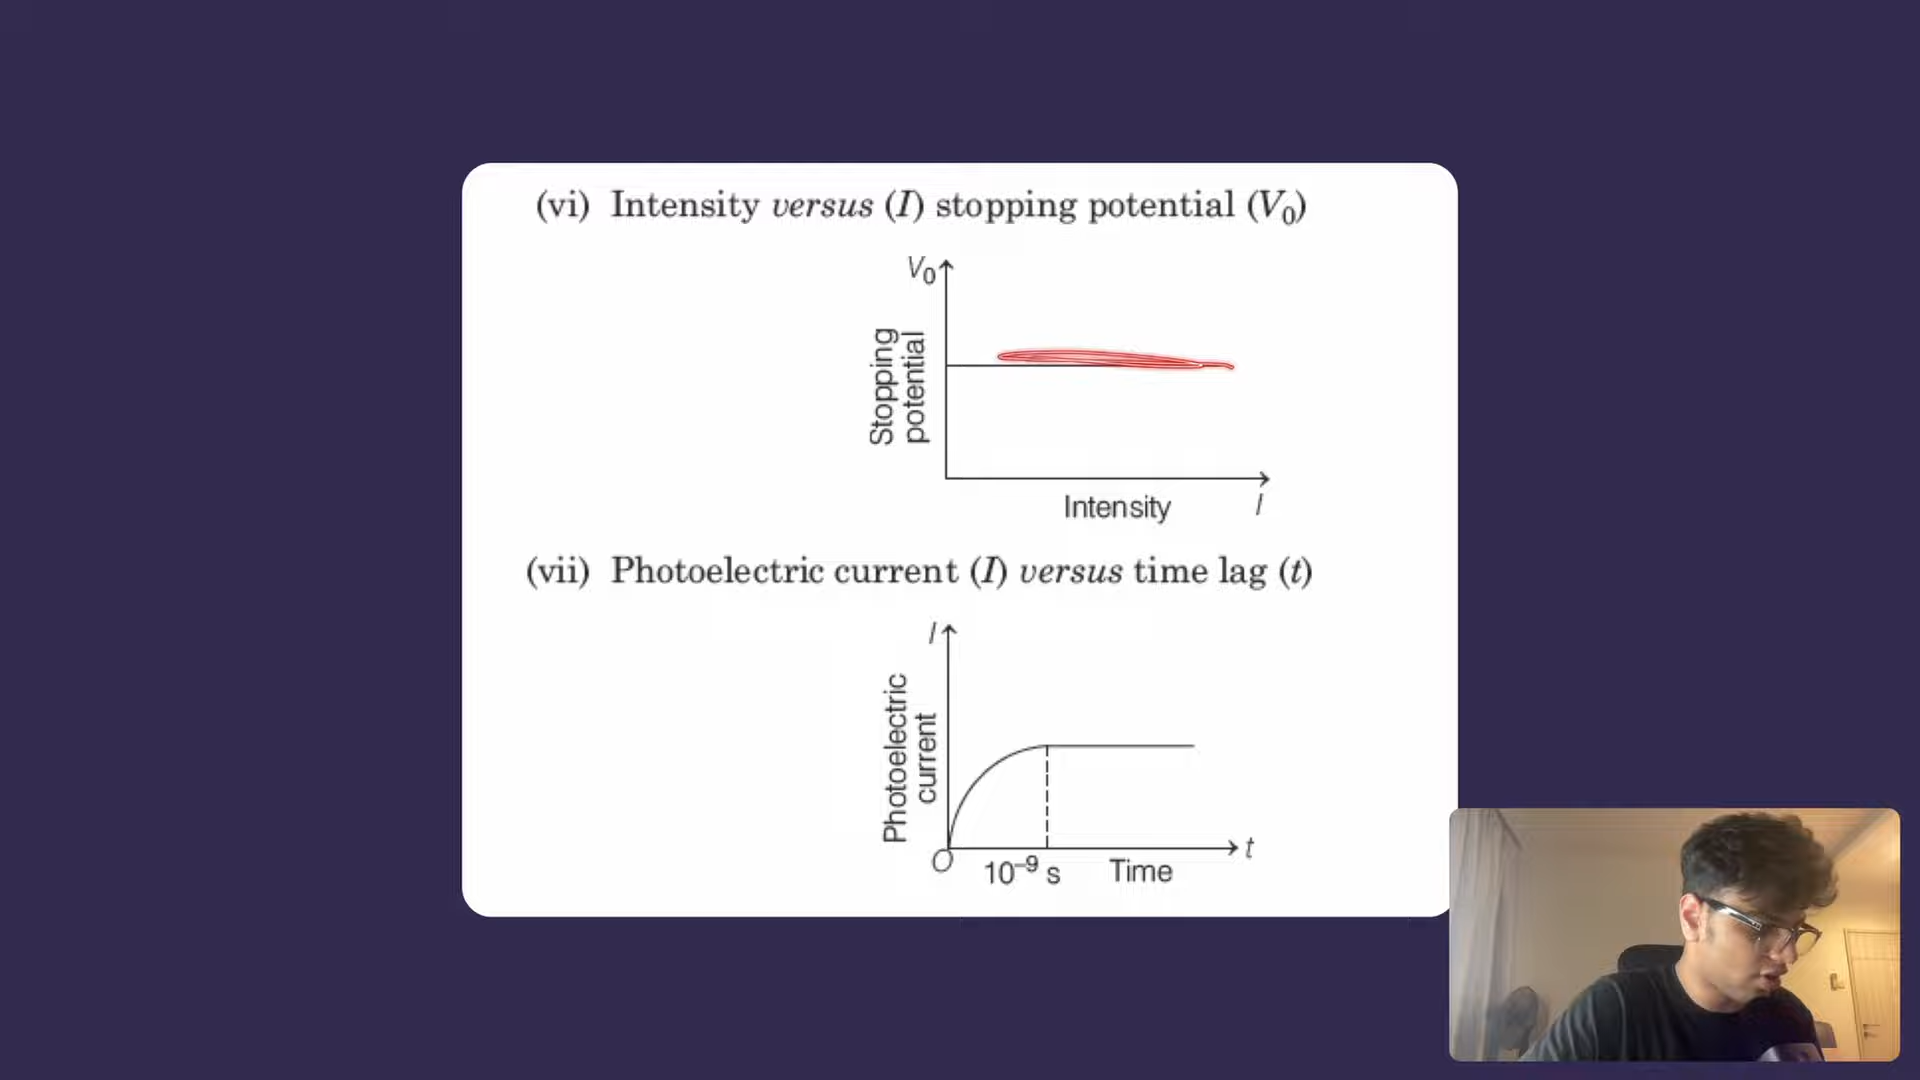 (vi) Intensity versus (I) stopping potential (V₀)
V₀
Stopping
potential
Intensity
I
(vii) Photoelectric current (I) versus time lag (t)
I
Photoelectric
current
O
10⁻⁹ s
Time
t